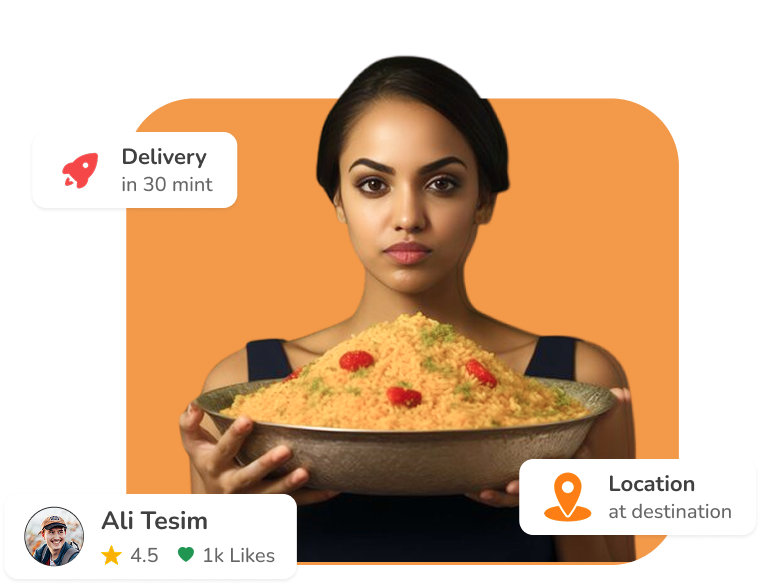 Delivery
in 30 mint
Location
at destination
Ali Tesim
4.5 1k Likes